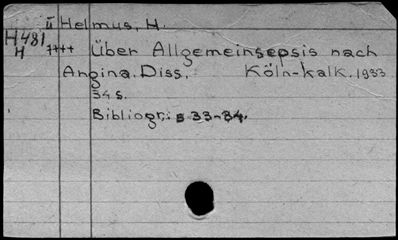 ü Helmus, H.
H481
H ++++ Über Allgemeinsepsis nach
Angina. Diss. Köln-Kalk. 1933
34 s.
Bibliogr.: s 33-34.